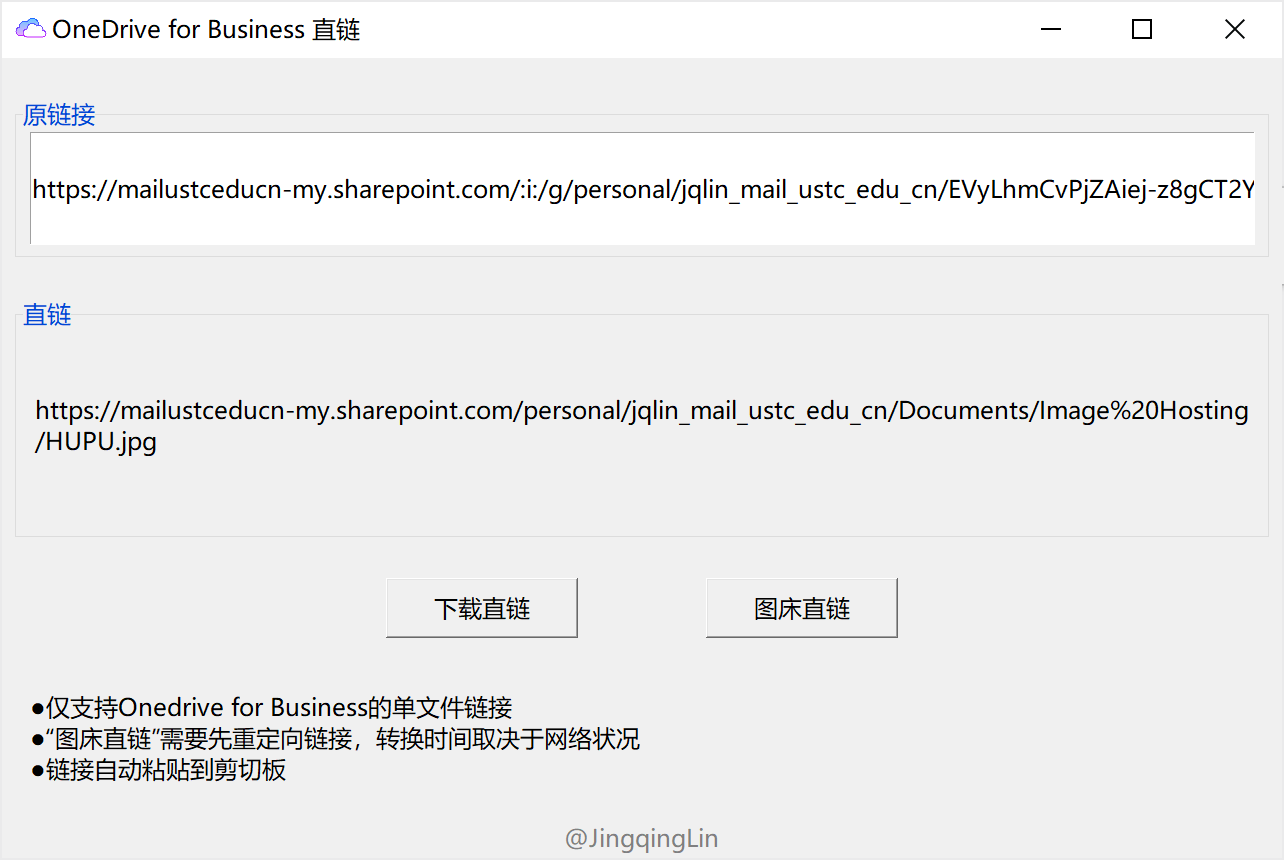 OneDrive for Business 直链
原链接
https://mailustceducn-my.sharepoint.com/:i:/g/personal/jqlin_mail_ustc_edu_cn/EVyLhmCvPjZAiej-z8gCT2Y
直链
https://mailustceducn-my.sharepoint.com/personal/jqlin_mail_ustc_edu_cn/Documents/Image%20Hosting
/HUPU.jpg
下载直链 图床直链
●仅支持Onedrive for Business的单文件链接
●“图床直链”需要先重定向链接，转换时间取决于网络状况
●链接自动粘贴到剪切板
@JingqingLin